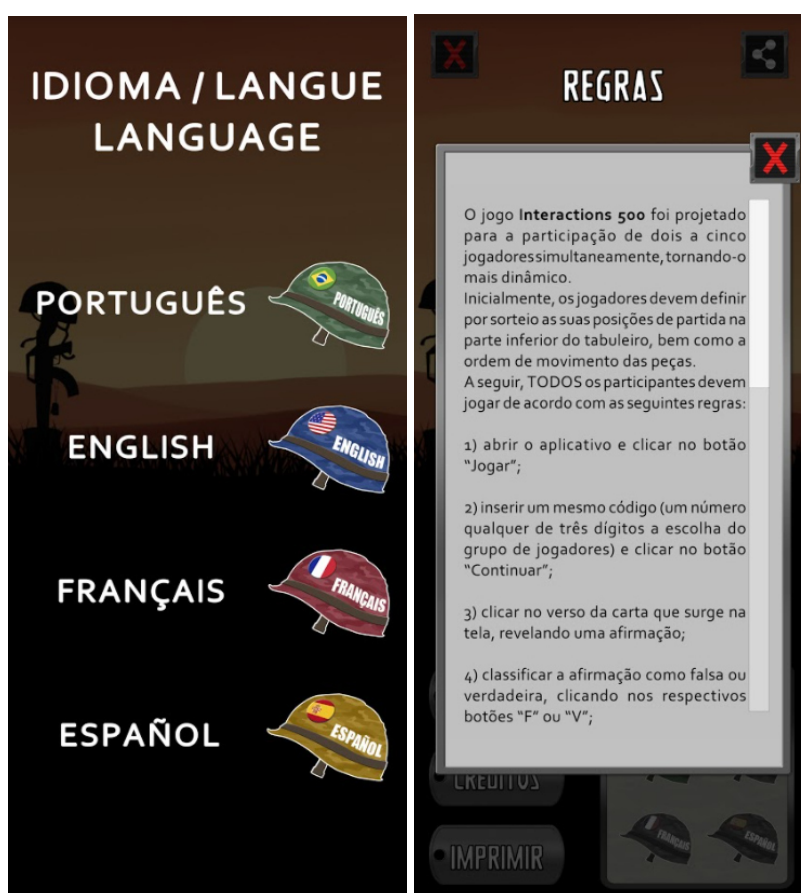 IDIOMA / LANGUE
LANGUAGE
PORTUGUÊS
PORTUGUÊS
ENGLISH
ENGLISH
FRANÇAIS
FRANÇAIS
ESPAÑOL
ESPAÑOL
X
REGRAS
X
O jogo Interactions 500 foi projetado
para a participação de dois a cinco
jogadores simultaneamente, tornando-o
mais dinâmico.
Inicialmente, os jogadores devem definir
por sorteio as suas posições de partida na
parte inferior do tabuleiro, bem como a
ordem de movimento das peças.
A seguir, TODOS os participantes devem
jogar de acordo com as seguintes regras:
1) abrir o aplicativo e clicar no botão
“Jogar”;
2) inserir um mesmo código (um número
qualquer de três dígitos a escolha do
grupo de jogadores) e clicar no botão
“Continuar”;
3) clicar no verso da carta que surge na
tela, revelando uma afirmação;
4) classificar a afirmação como falsa ou
verdadeira, clicando nos respectivos
botões “F” ou “V”;
CRÉDITOS
IMPRIMIR
FRANÇAIS
ESPAÑOL